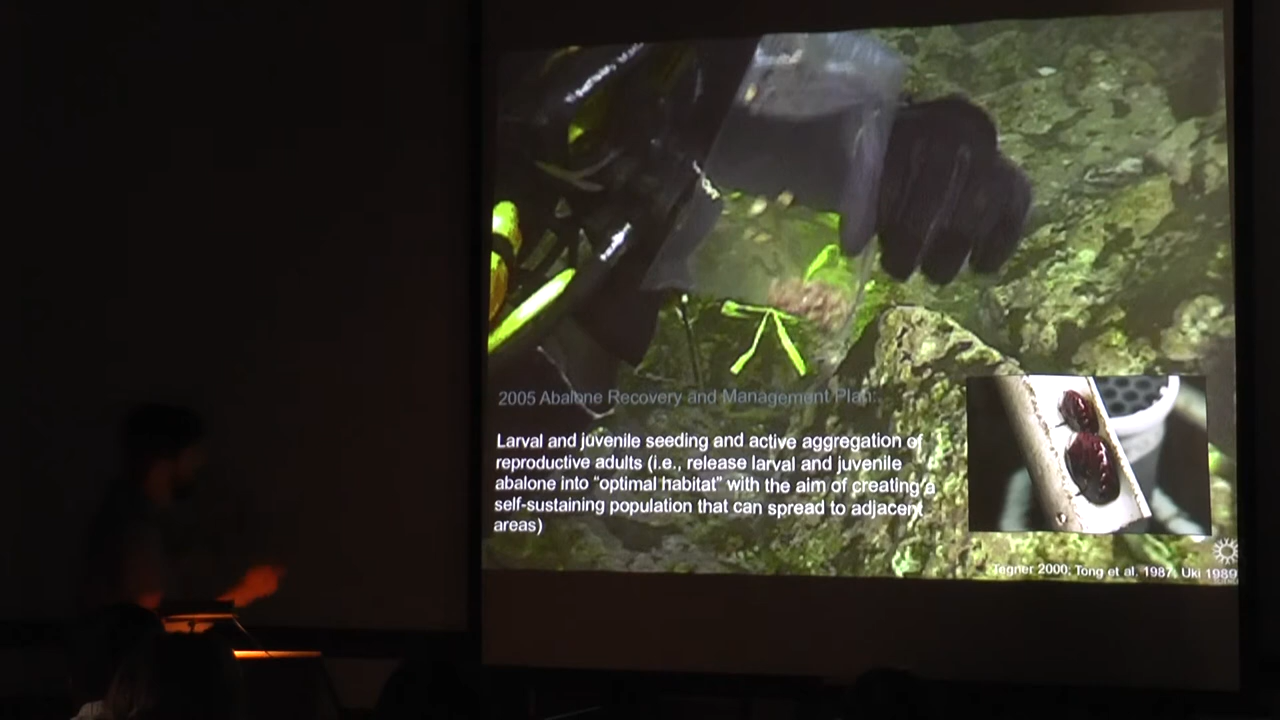 2005 Abalone Recovery and Management Plan:
Larval and juvenile seeding and active aggregation of
reproductive adults (i.e., release larval and juvenile
abalone into “optimal habitat” with the aim of creating a
self-sustaining population that can spread to adjacent
areas)
Tegner 2000; Tong et al. 1987; Uki 1989